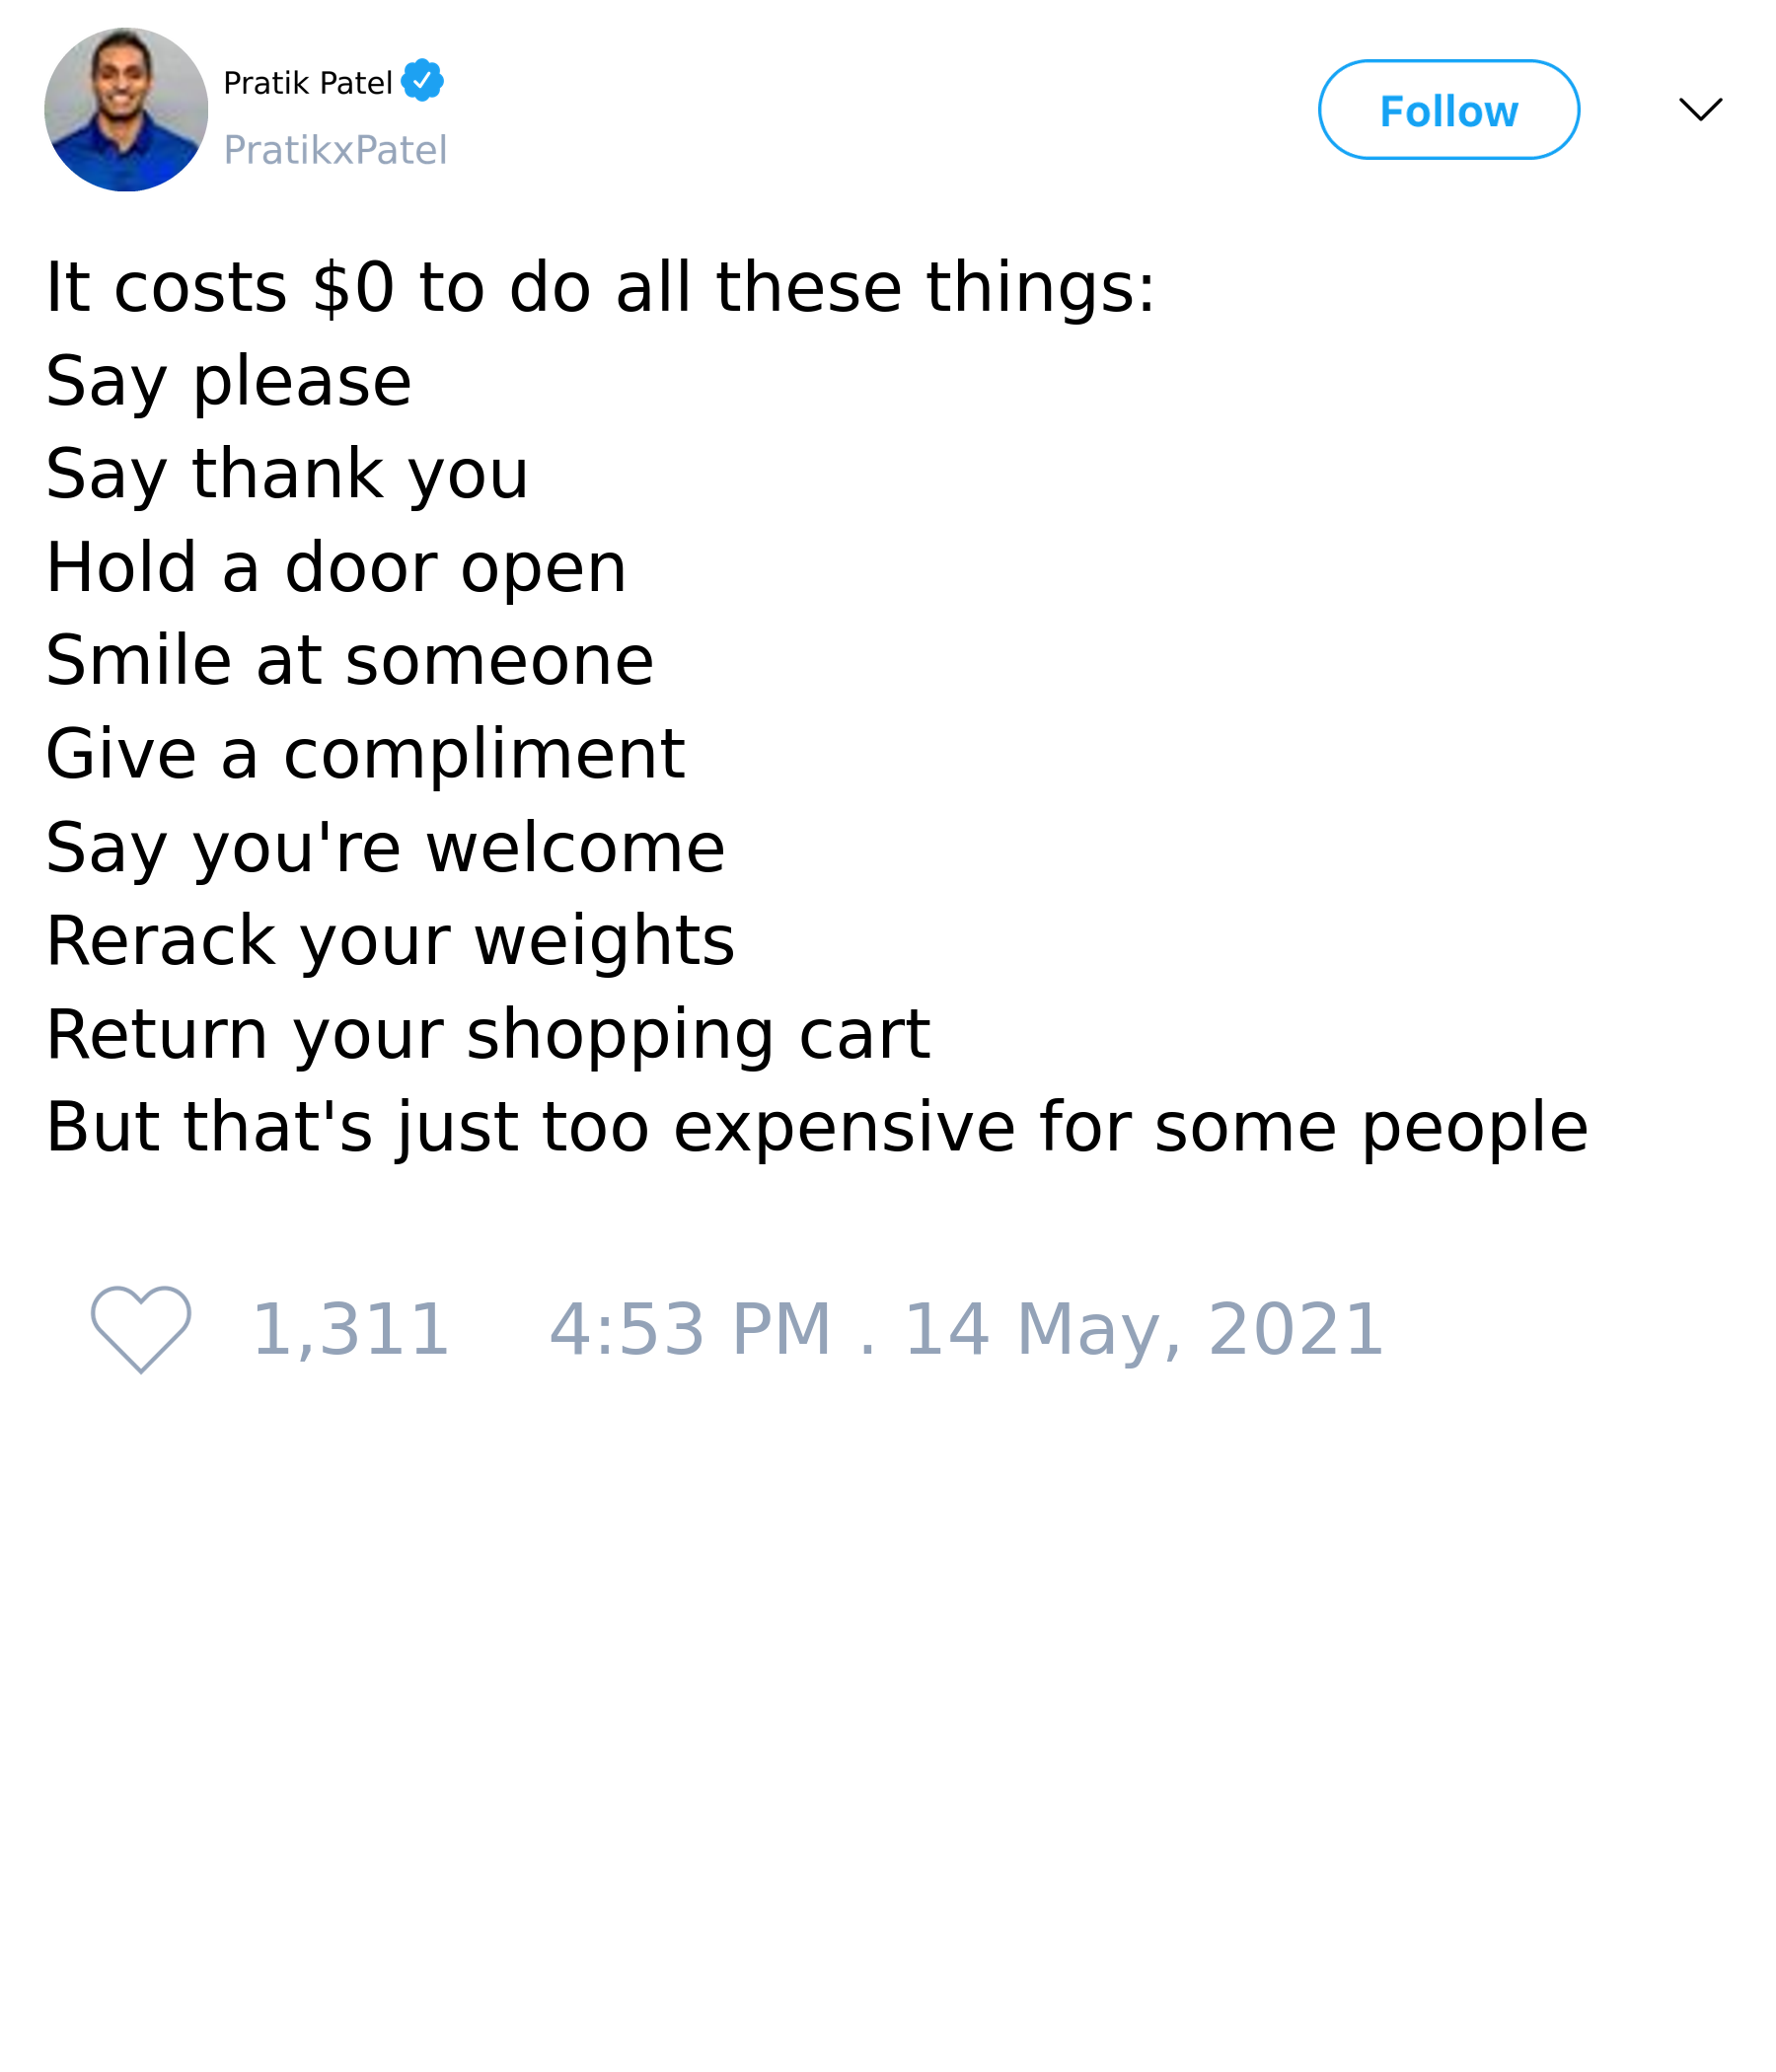 Pratik Patel
PratikxPatel
Follow
It costs $0 to do all these things:
Say please
Say thank you
Hold a door open
Smile at someone
Give a compliment
Say you're welcome
Rerack your weights
Return your shopping cart
But that's just too expensive for some people
1,311 4:53 PM . 14 May, 2021